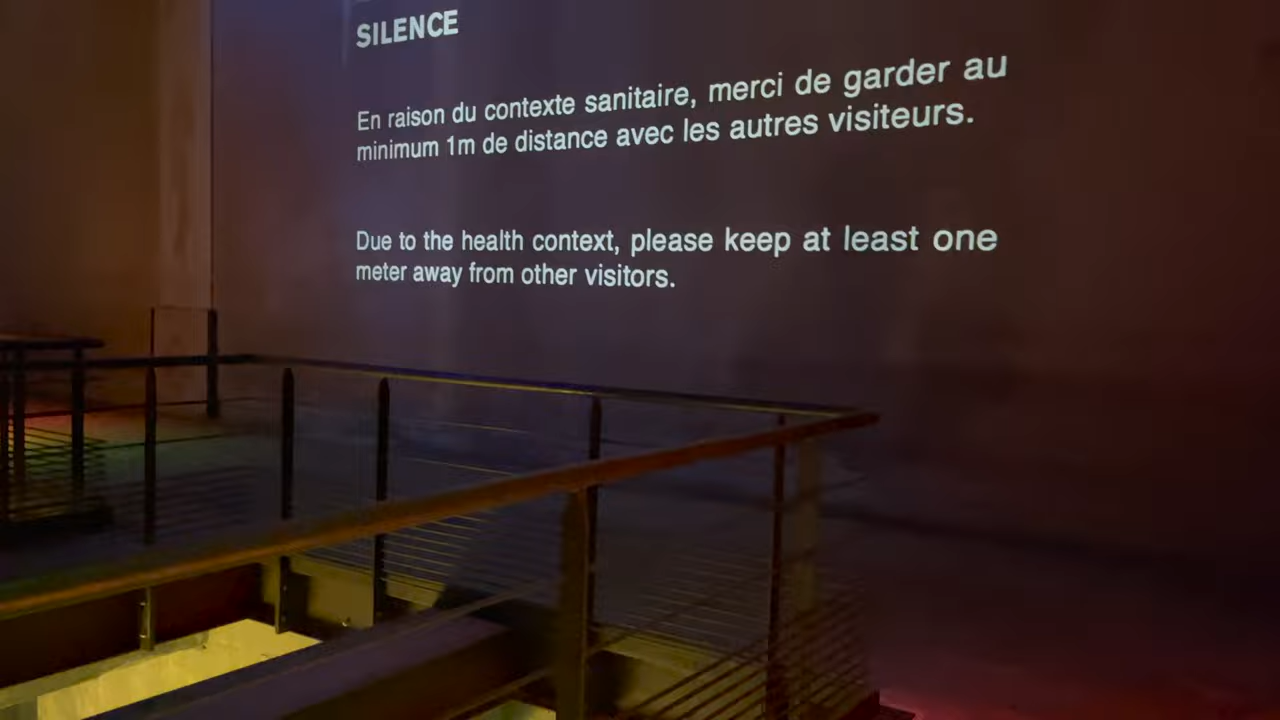 SILENCE
En raison du contexte sanitaire, merci de garder au
minimum 1m de distance avec les autres visiteurs.
Due to the health context, please keep at least one
meter away from other visitors.